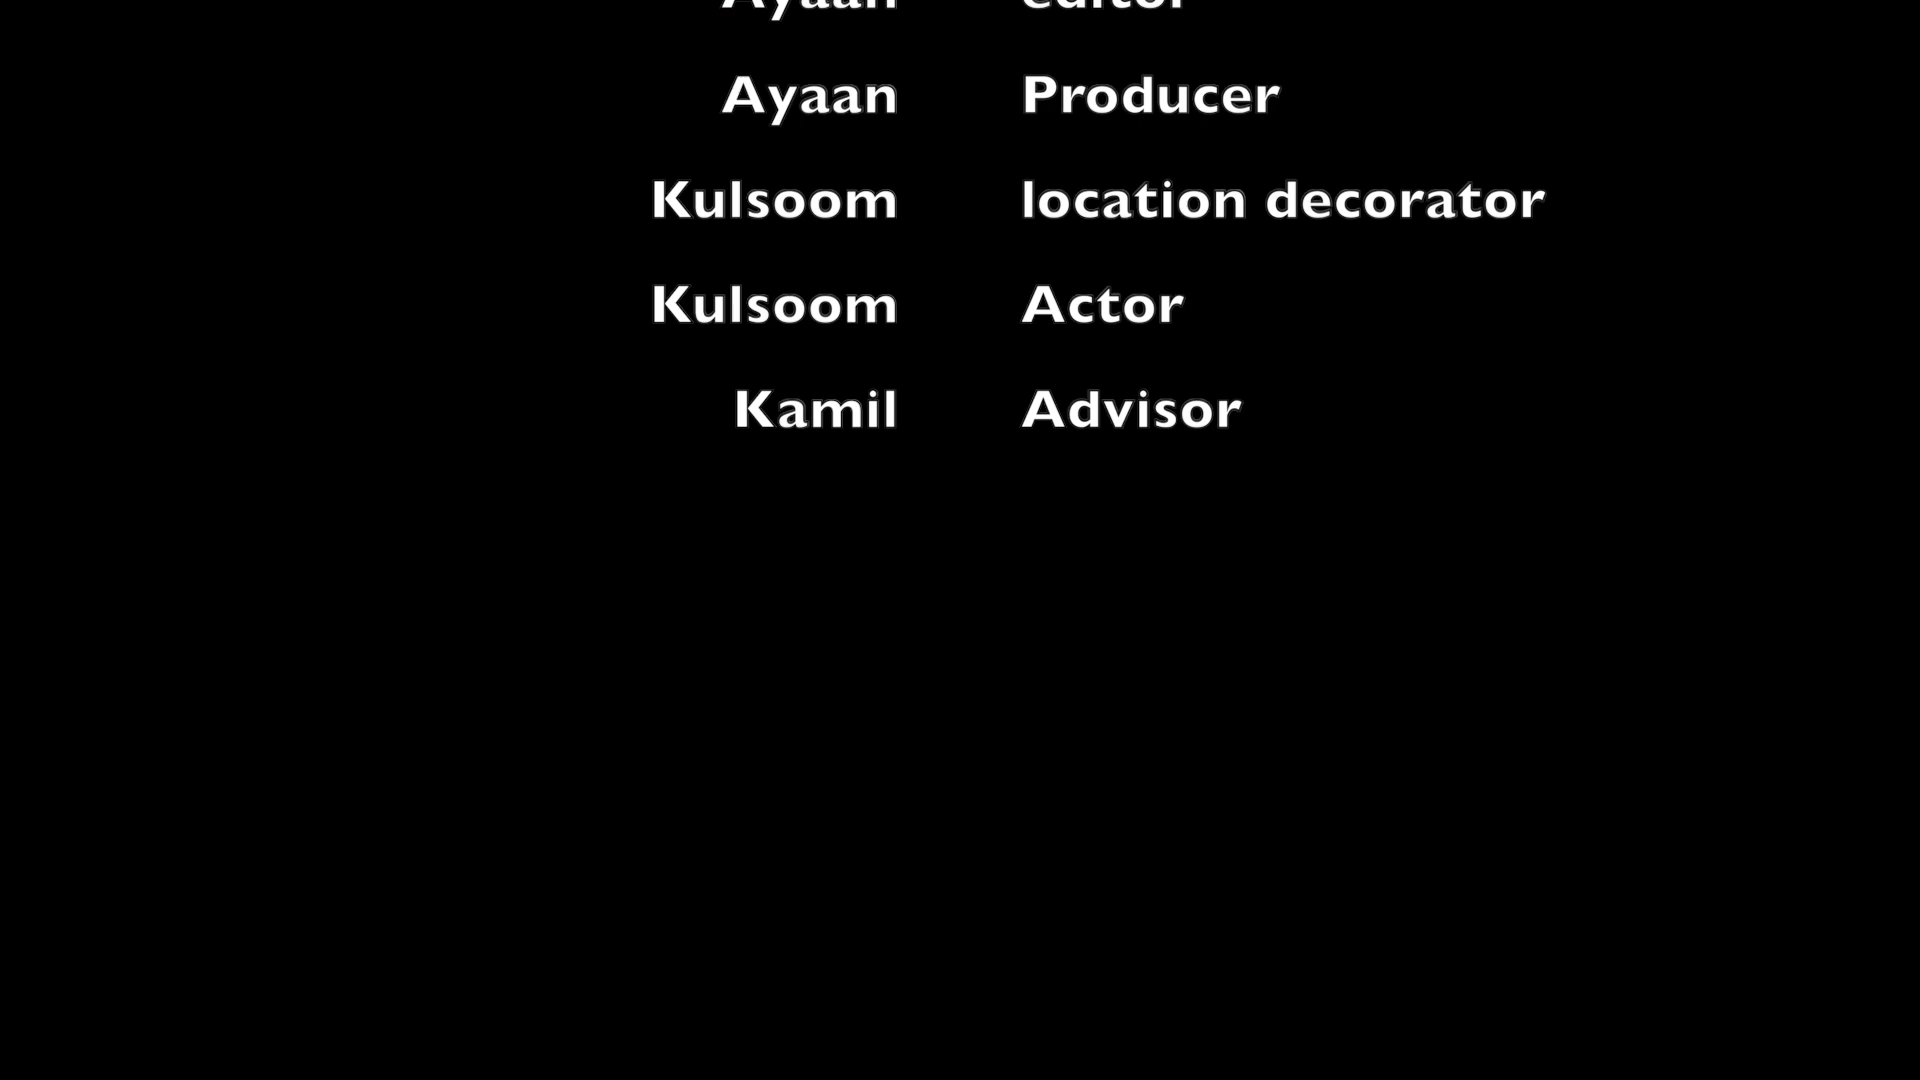 Ayaan editor
Ayaan Producer
Kulsoom location decorator
Kulsoom Actor
Kamil Advisor